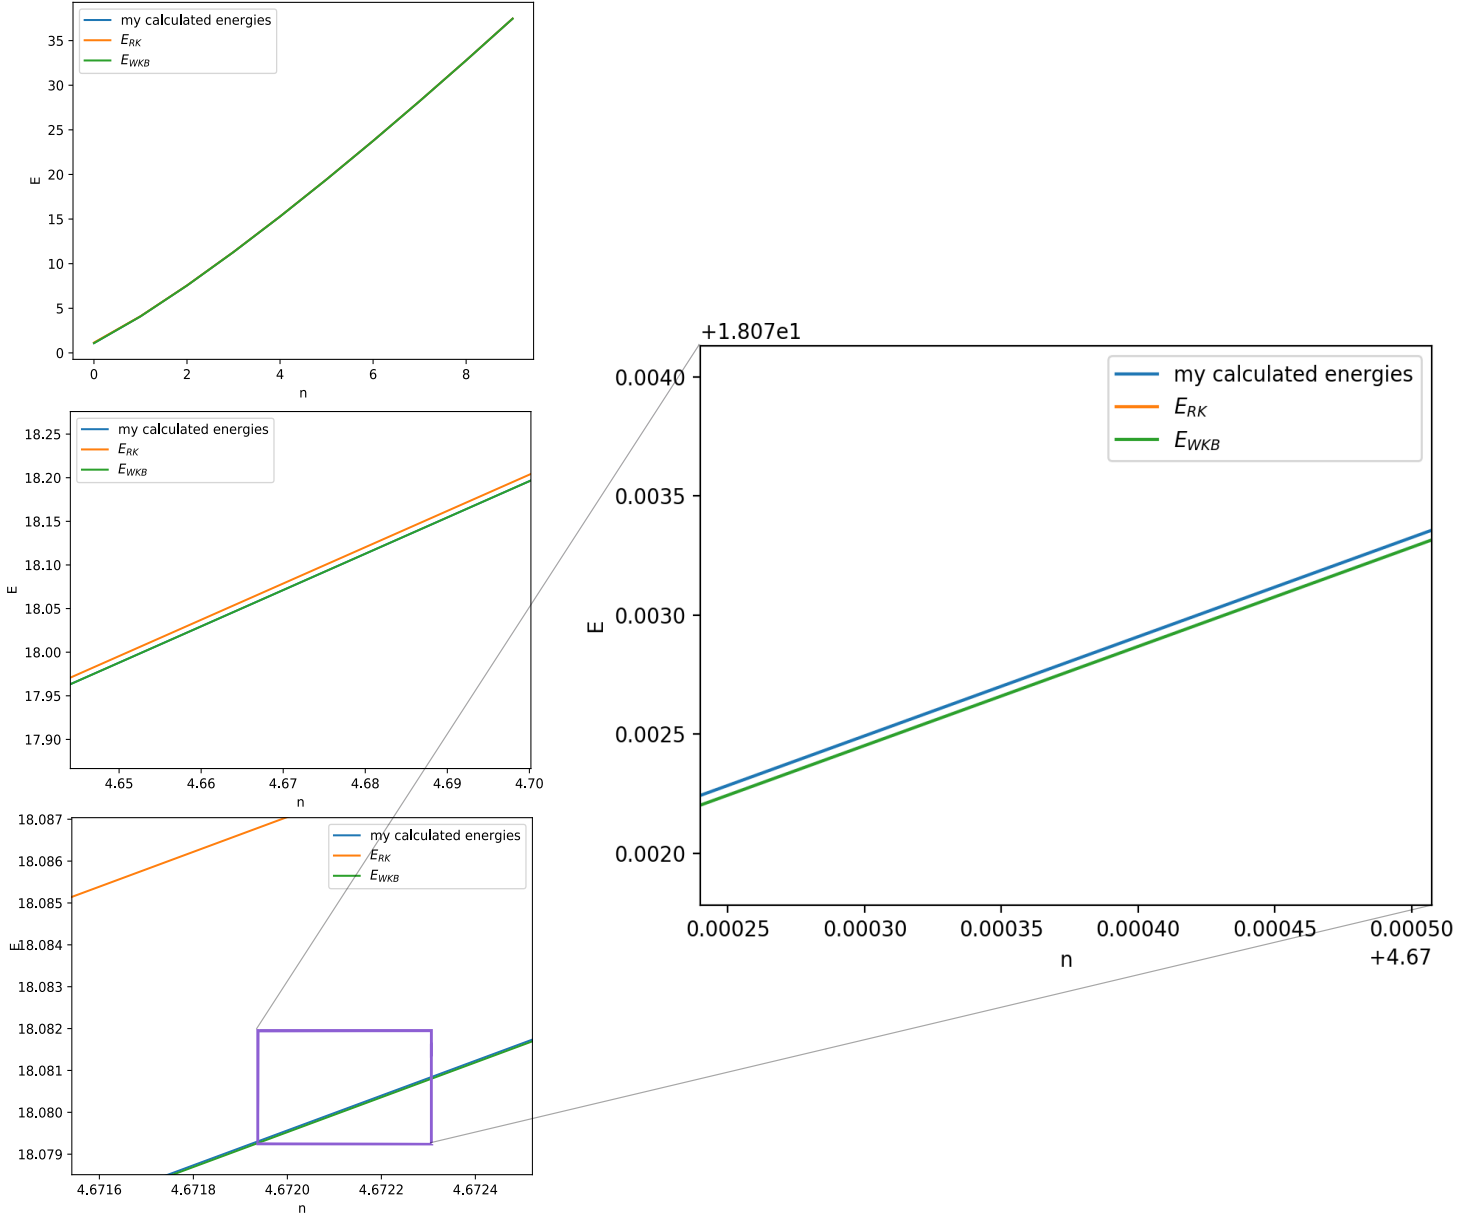 my calculated energies
E_RK
E_WKB
35
30
25
20
15
10
5
0
E
0 2 4 6 8
n
my calculated energies
E_RK
E_WKB
18.25
18.20
18.15
18.10
18.05
18.00
17.95
17.90
E
4.65 4.66 4.67 4.68 4.69 4.70
n
my calculated energies
E_RK
E_WKB
18.087
18.086
18.085
18.084
18.083
18.082
18.081
18.080
18.079
E
4.6716 4.6718 4.6720 4.6722 4.6724
n
+1.807e1
my calculated energies
E_RK
E_WKB
0.0040
0.0035
0.0030
0.0025
0.0020
E
0.00025 0.00030 0.00035 0.00040 0.00045 0.00050
n
+4.67